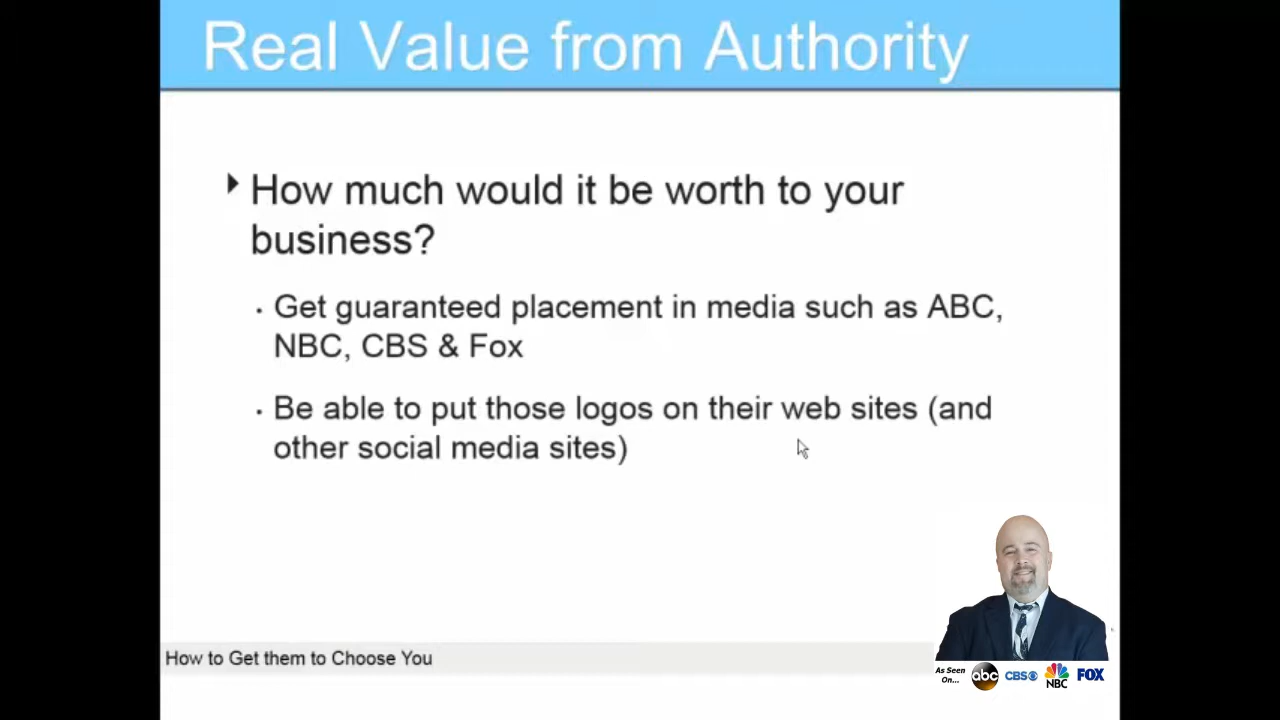 Real Value from Authority
How much would it be worth to your
business?
Get guaranteed placement in media such as ABC,
NBC, CBS & Fox
Be able to put those logos on their web sites (and
other social media sites)
How to Get them to Choose You
As Seen
On...
abc CBS NBC FOX